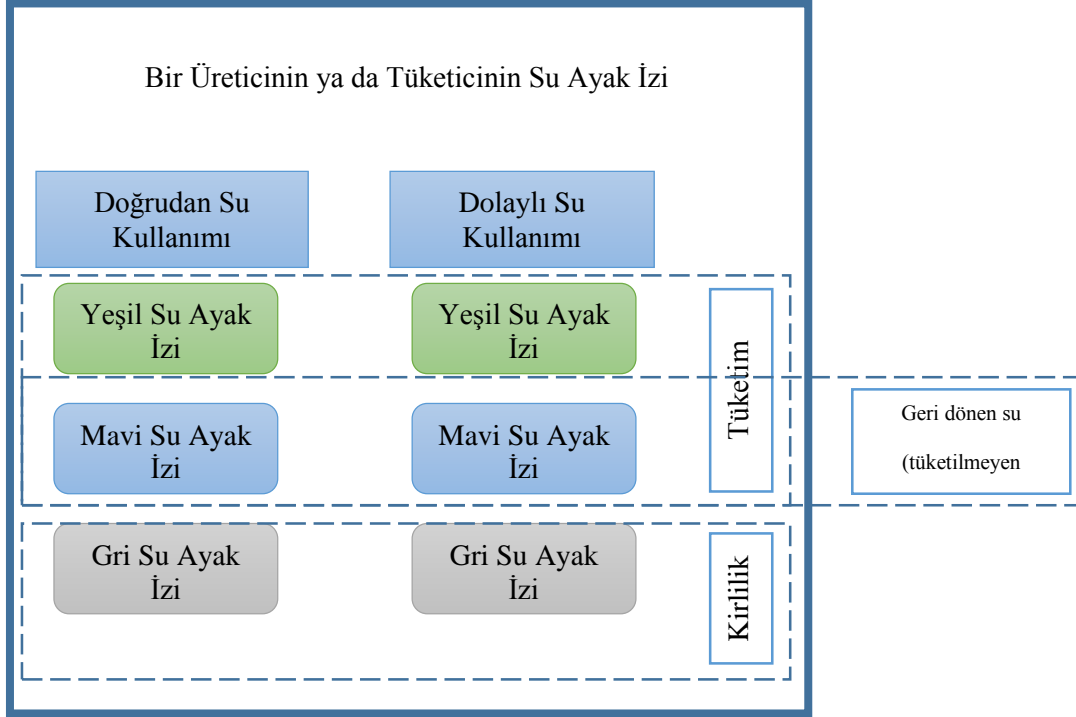 Bir Üreticinin ya da Tüketicinin Su Ayak İzi
Doğrudan Su
Kullanımı
Dolaylı Su
Kullanımı
Yeşil Su Ayak
İzi
Yeşil Su Ayak
İzi
Tüketim
Mavi Su Ayak
İzi
Mavi Su Ayak
İzi
Geri dönen su
(tüketilmeyen
Gri Su Ayak
İzi
Gri Su Ayak
İzi
Kirlilik